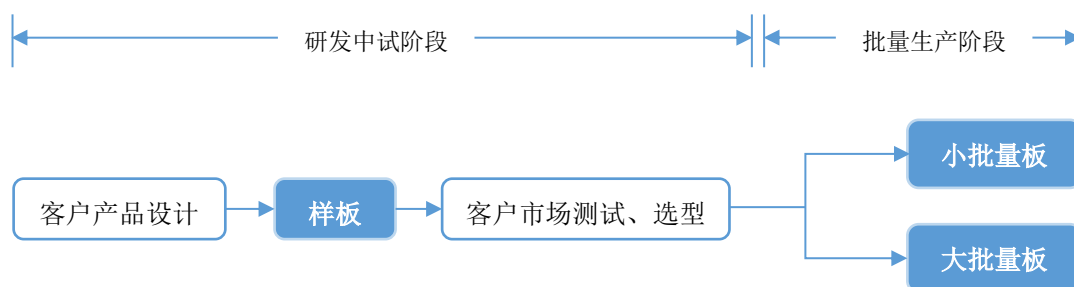 研发中试阶段
批量生产阶段
小批量板
客户产品设计
样板
客户市场测试、选型
大批量板